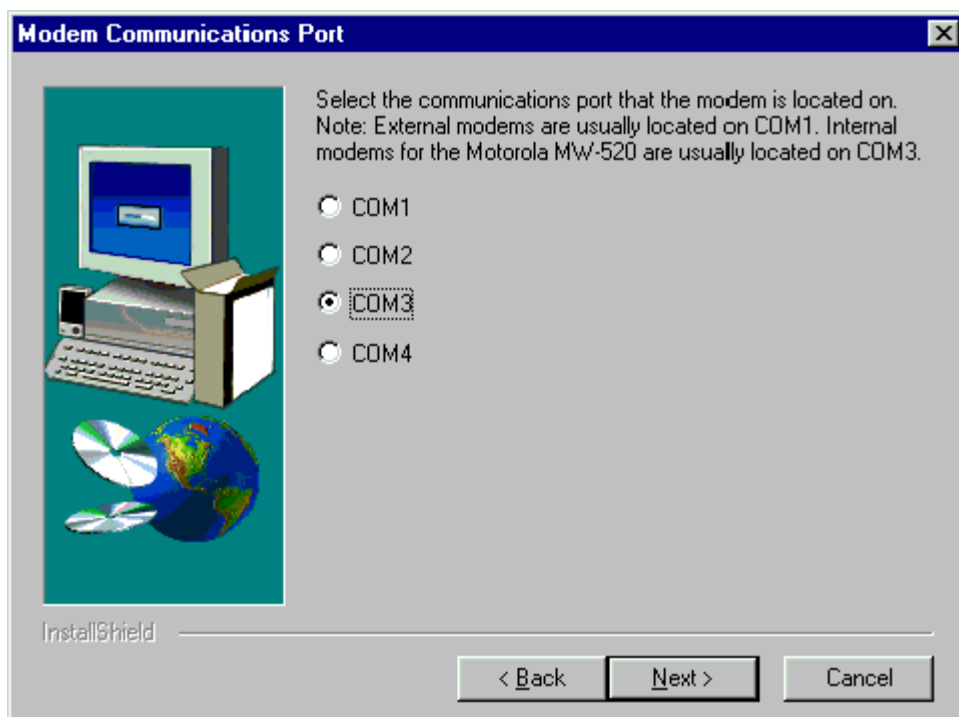 Modem Communications Port
Select the communications port that the modem is located on.
Note: External modems are usually located on COM1. Internal
modems for the Motorola MW-520 are usually located on COM3.
COM1
COM2
COM3
COM4
InstallShield
< Back
Next >
Cancel